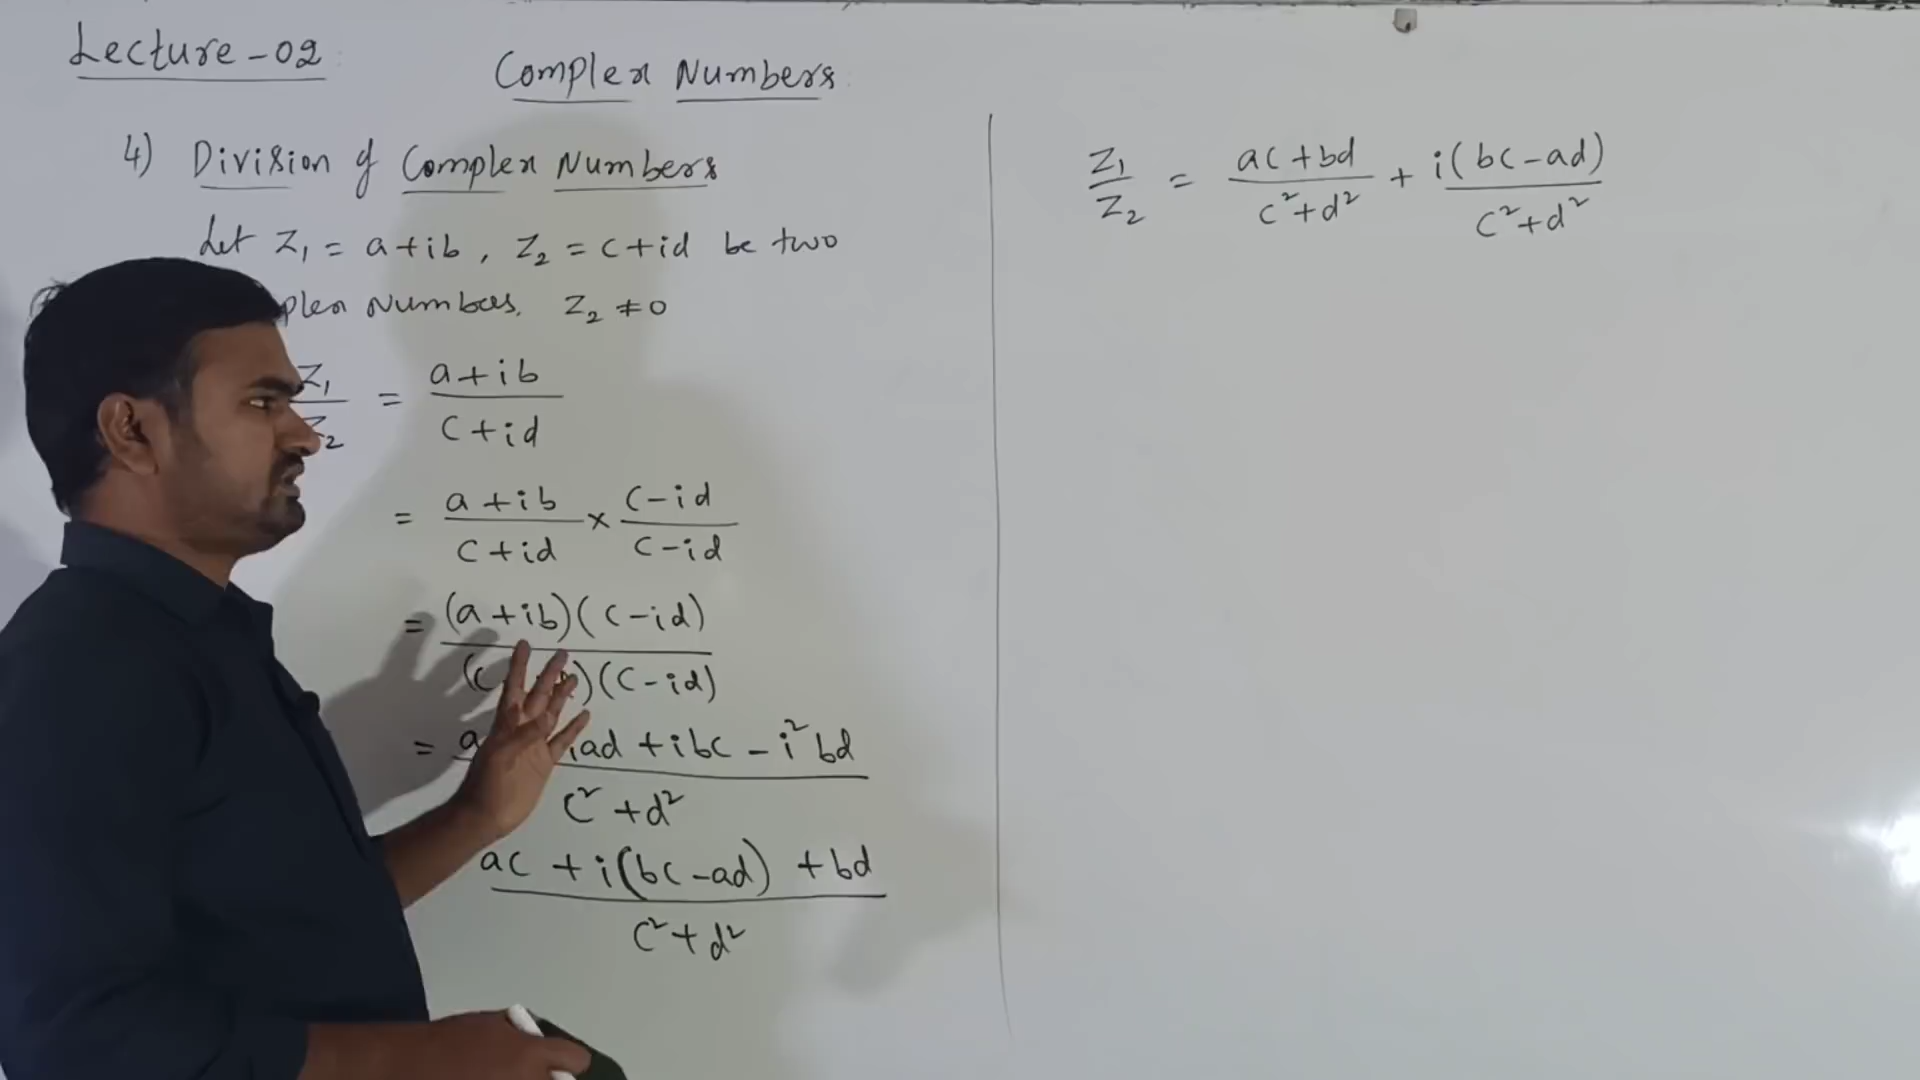 Lecture-02
Complex Numbers
4) Division of Complex Numbers
Let Z₁ = a+ib, Z₂ = c+id be two
Numbers. Z₂ ≠ 0
Z₁/Z₂ = (a+ib)/(c+id)
= (a+ib)/(c+id) × (c-id)/(c-id)
= (a+ib)(c-id)/
(c-id)
= iad + ibc - i²bd / c²+d²
ac + i(bc-ad) + bd / c²+d²
Z₁/Z₂ = (ac+bd)/(c²+d²) + i(bc-ad)/(c²+d²)